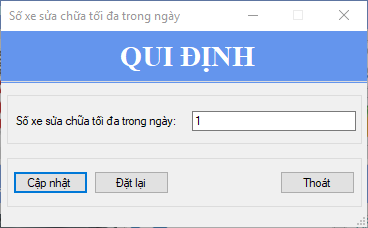 Số xe sửa chữa tối đa trong ngày
QUI ĐỊNH
Số xe sửa chữa tối đa trong ngày: 1
Cập nhật Đặt lại Thoát